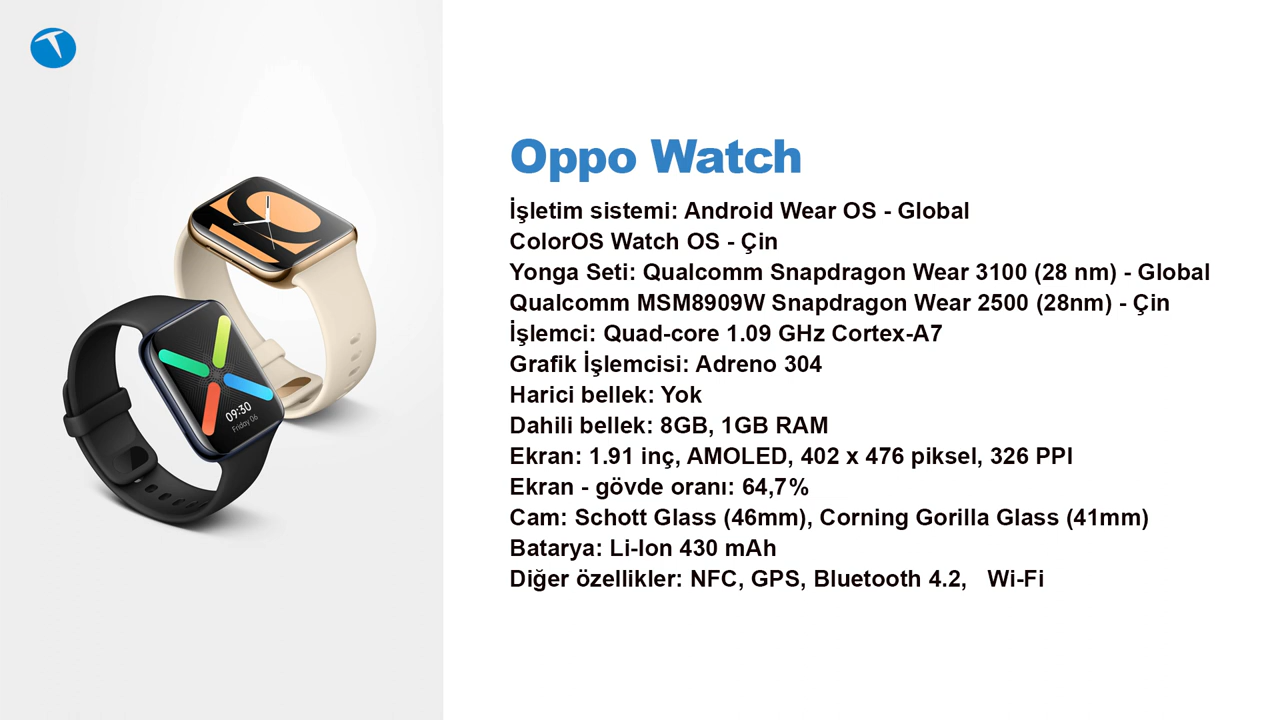 Oppo Watch
İşletim sistemi: Android Wear OS - Global
ColorOS Watch OS - Çin
Yonga Seti: Qualcomm Snapdragon Wear 3100 (28 nm) - Global
Qualcomm MSM8909W Snapdragon Wear 2500 (28nm) - Çin
İşlemci: Quad-core 1.09 GHz Cortex-A7
Grafik İşlemcisi: Adreno 304
Harici bellek: Yok
Dahili bellek: 8GB, 1GB RAM
Ekran: 1.91 inç, AMOLED, 402 x 476 piksel, 326 PPI
Ekran - gövde oranı: 64,7%
Cam: Schott Glass (46mm), Corning Gorilla Glass (41mm)
Batarya: Li-Ion 430 mAh
Diğer özellikler: NFC, GPS, Bluetooth 4.2,   Wi-Fi
09:30
Friday 06